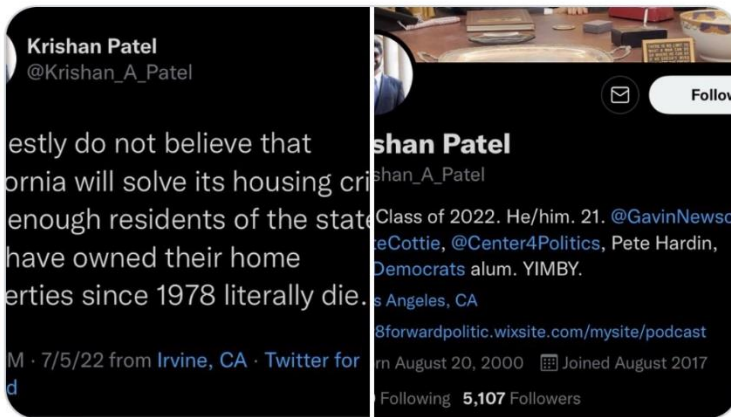 Krishan Patel
@Krishan_A_Patel
estly do not believe that
ornia will solve its housing cri
enough residents of the state
have owned their home
erties since 1978 literally die.
M · 7/5/22 from Irvine, CA · Twitter for
d
Follow
shan Patel
shan_A_Patel
Class of 2022. He/him. 21. @GavinNewso
teCottie, @Center4Politics, Pete Hardin,
Democrats alum. YIMBY.
s Angeles, CA
8forwardpolitic.wixsite.com/mysite/podcast
rn August 20, 2000 Joined August 2017
Following 5,107 Followers